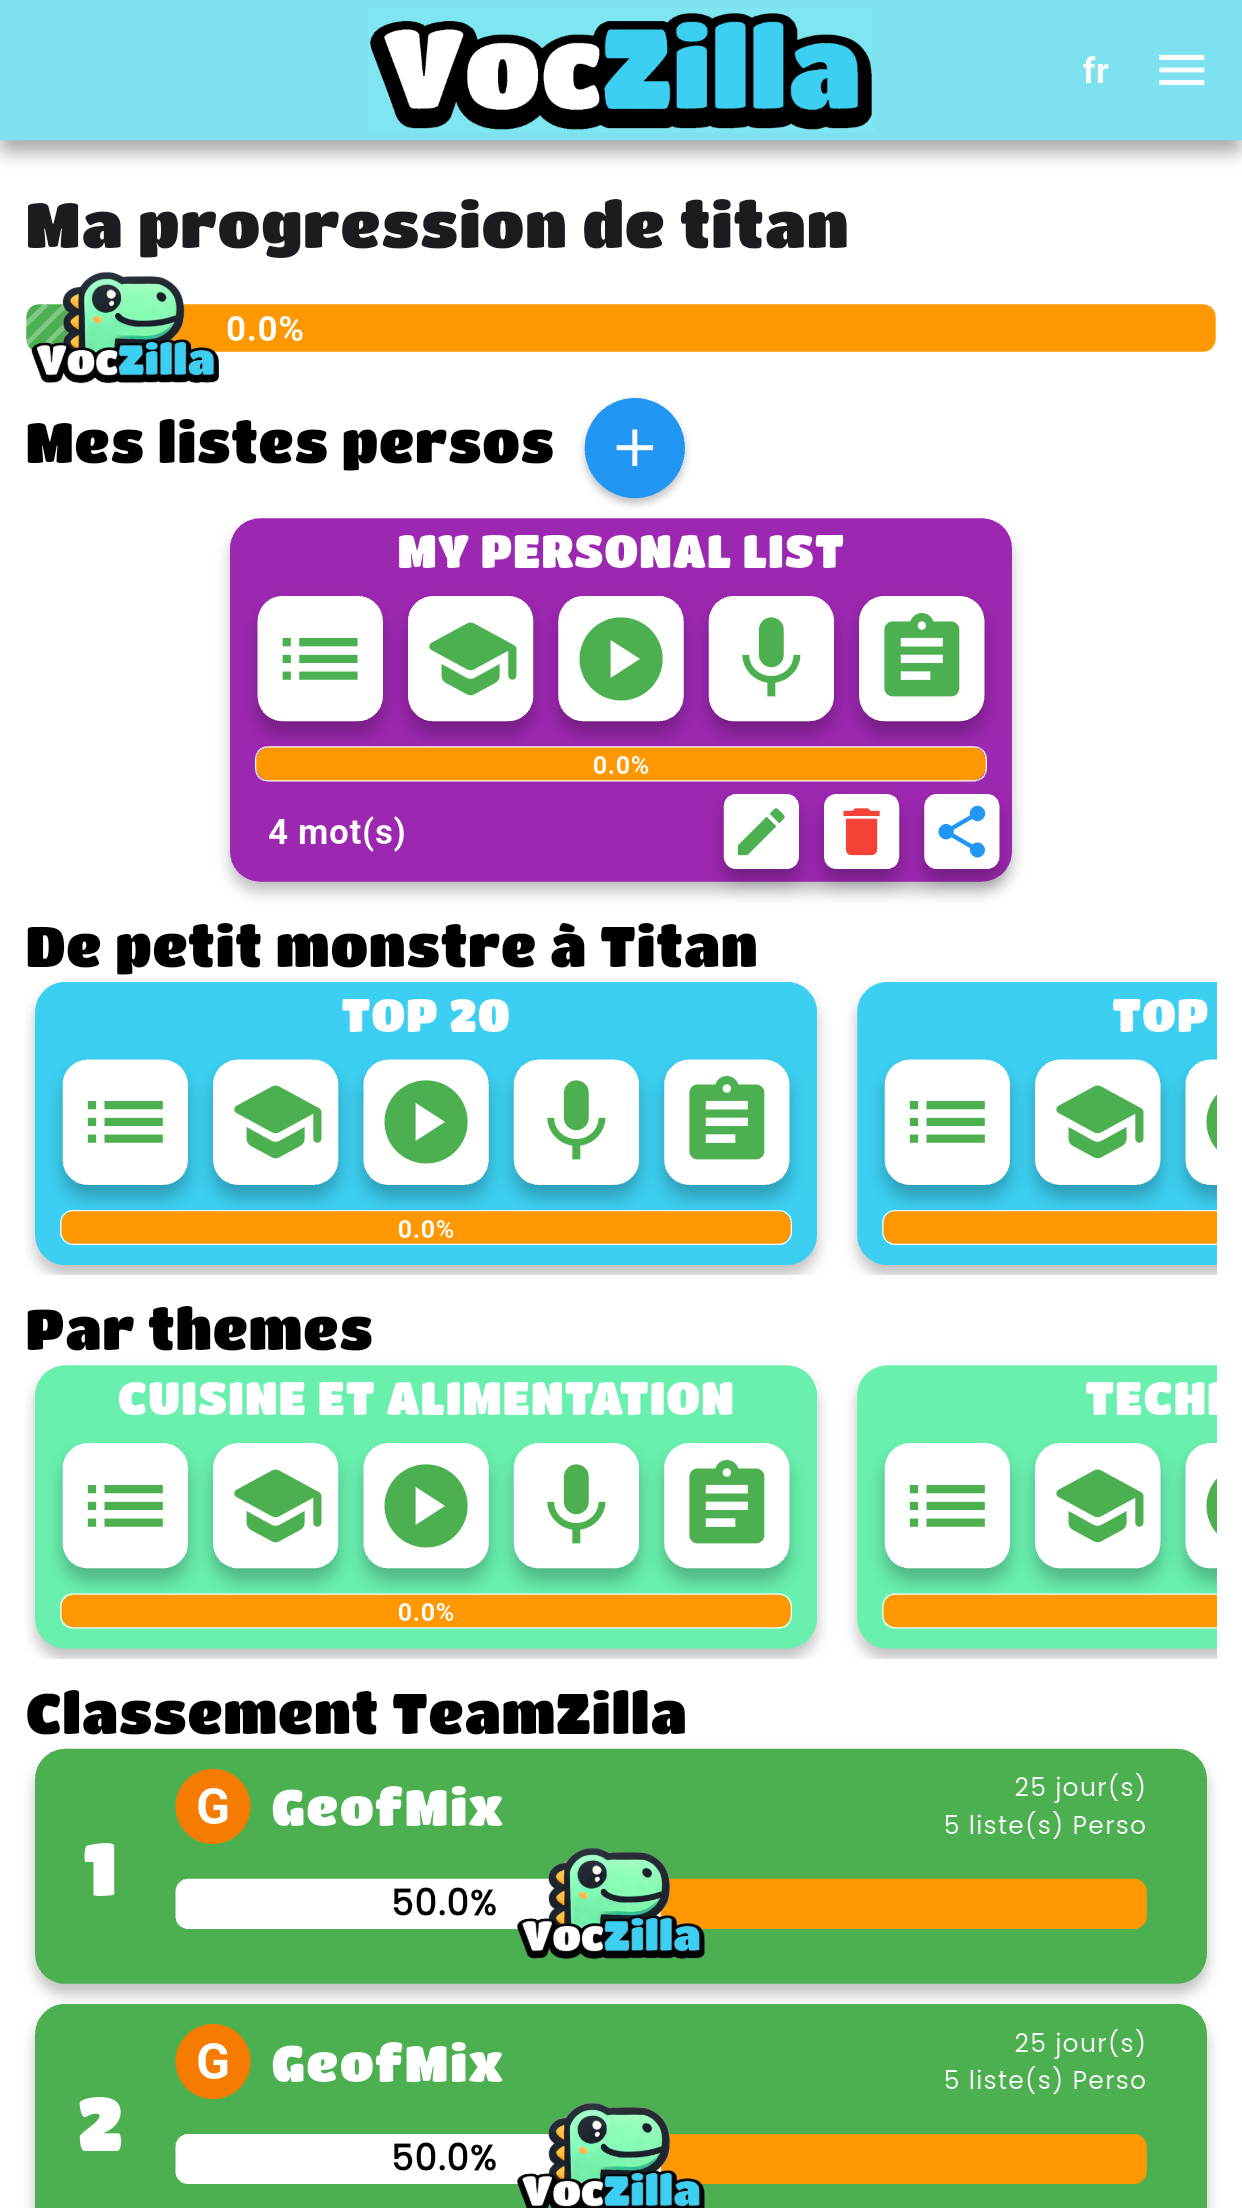 VocZilla
fr
Ma progression de titan
0.0%
VocZilla
Mes listes persos
MY PERSONAL LIST
0.0%
4 mot(s)
De petit monstre à Titan
TOP 20
TOP
0.0%
Par themes
CUISINE ET ALIMENTATION
0.0%
Classement TeamZilla
1
G
GeofMix
25 jour(s)
5 liste(s) Perso
50.0%
VocZilla
2
G
GeofMix
25 jour(s)
5 liste(s) Perso
50.0%
VocZilla